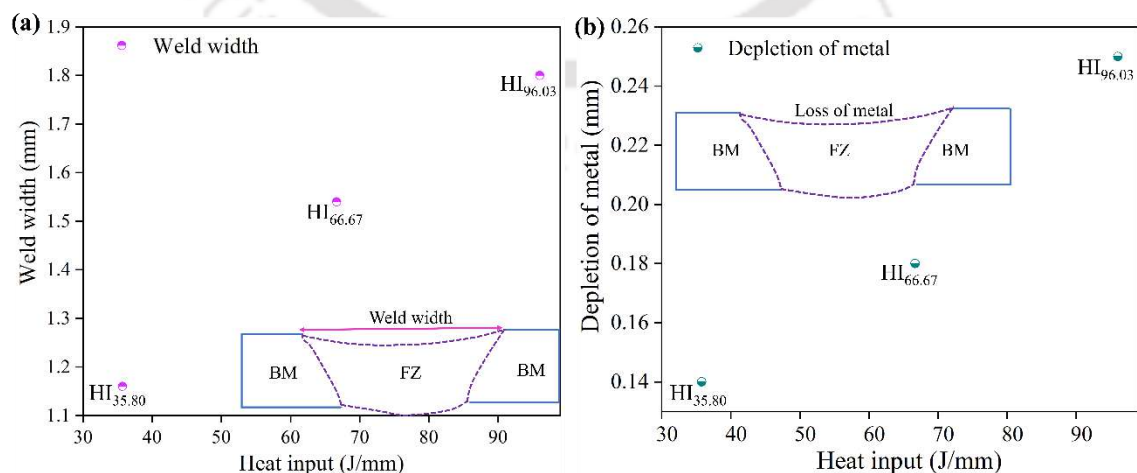 (a)
1.9
1.8
1.7
1.6
1.5
1.4
1.3
1.2
1.1
Weld width (mm)
Weld width
HI96.03
HI66.67
HI35.80
Weld width
BM
FZ
BM
30
40
50
60
70
80
90
Heat input (J/mm)
(b)
0.26
0.24
0.22
0.20
0.18
0.16
0.14
Depletion of metal (mm)
Depletion of metal
HI96.03
Loss of metal
BM
FZ
BM
HI66.67
HI35.80
30
40
50
60
70
80
90
Heat input (J/mm)